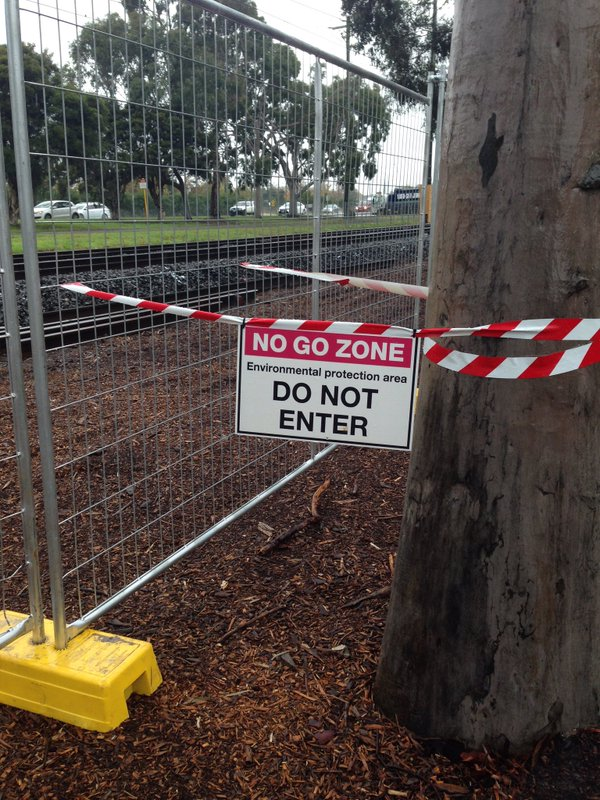 NO GO ZONE
Environmental protection area
DO NOT
ENTER